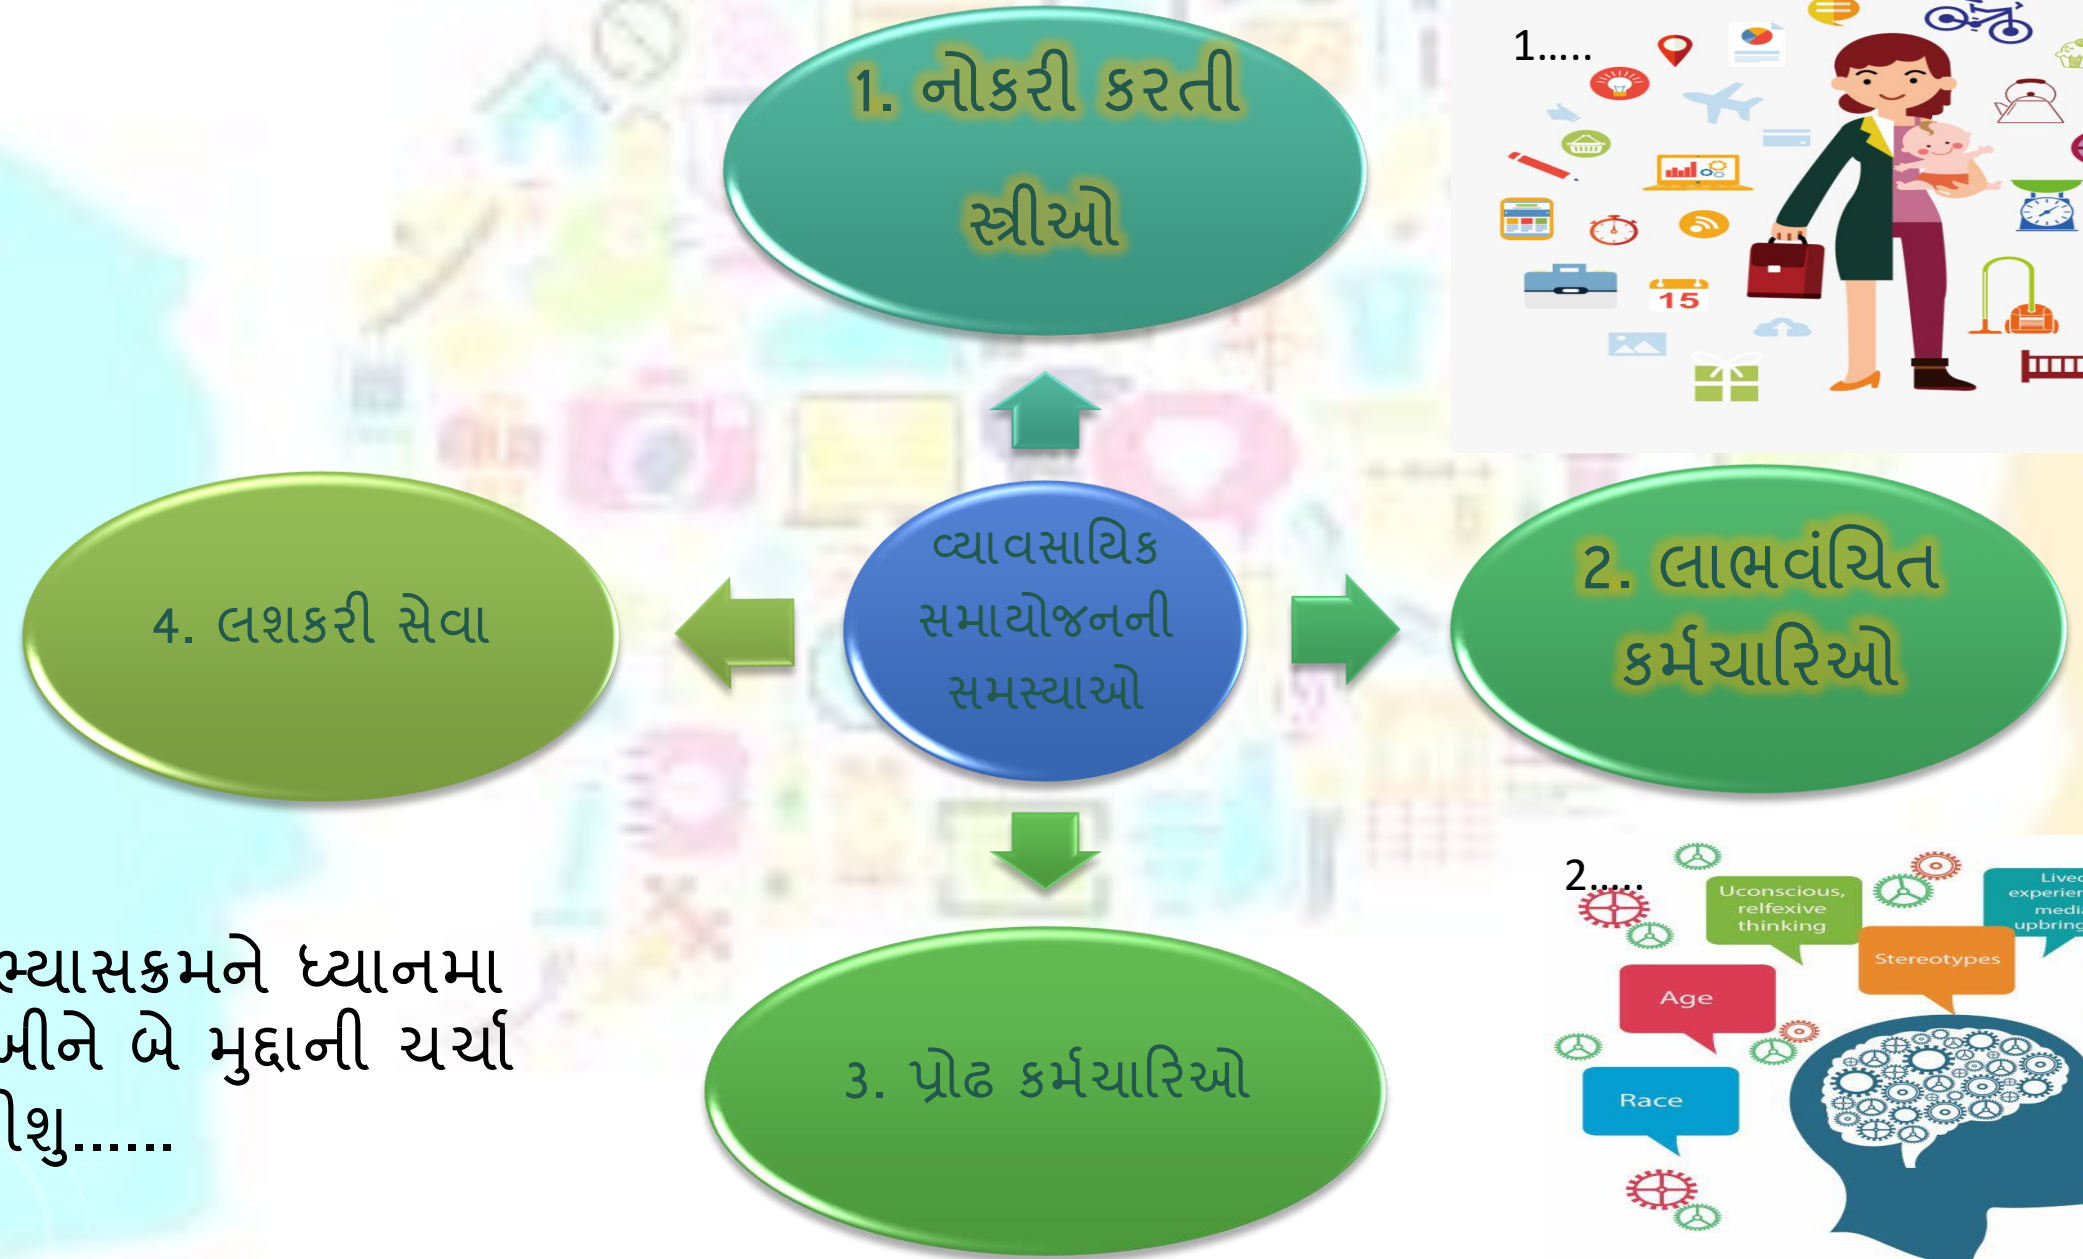 1. નોકરી કરતી
સ્ત્રીઓ
1.....
15
4. લશકરી સેવા
વ્યાવસાયિક
સમાયોજનની
સમસ્યાઓ
2. લાભવંચિત
કર્મચારિઓ
2.....
Uconscious,
relfexive
thinking
Stereotypes
Age
Race
ધ્યાનમા
બે મુદ્દાની ચર્ચા
3. પ્રોઢ કર્મચારિઓ